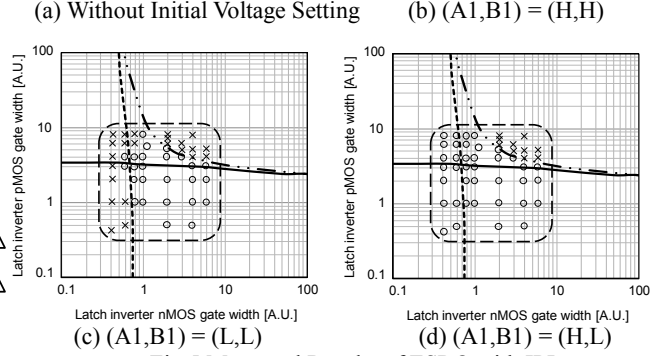 (a) Without Initial Voltage Setting (b) (A1,B1) = (H,H)
100
10
1
0.1
Latch inverter pMOS gate width [A.U.]
0.1 1 10 100
Latch inverter nMOS gate width [A.U.]
(c) (A1,B1) = (L,L)
100
10
1
0.1
Latch inverter pMOS gate width [A.U.]
0.1 1 10 100
Latch inverter nMOS gate width [A.U.]
(d) (A1,B1) = (H,L)